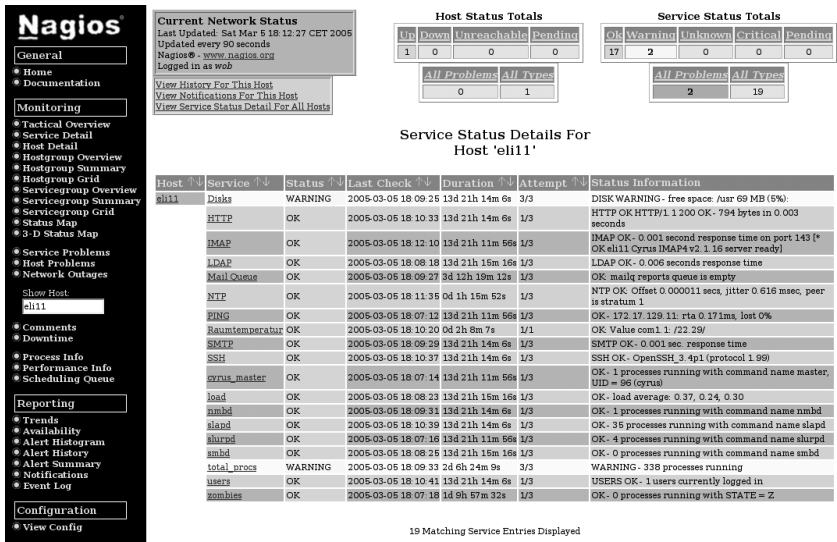 Nagios®
General
Home
Documentation
Monitoring
Tactical Overview
Service Detail
Host Detail
Hostgroup Overview
Hostgroup Summary
Hostgroup Grid
Servicegroup Overview
Servicegroup Summary
Servicegroup Grid
Status Map
3-D Status Map
Service Problems
Host Problems
Network Outages
Show Host:
eli11
Comments
Downtime
Process Info
Performance Info
Scheduling Queue
Reporting
Trends
Availability
Alert Histogram
Alert History
Alert Summary
Notifications
Event Log
Configuration
View Config
Current Network Status
Last Updated: Sat Mar 5 18:12:27 CET 2005
Updated every 90 seconds
Nagios® - www.nagios.org
Logged in as wob
View History For This Host
View Notifications For This Host
View Service Status Detail For All Hosts
Host Status Totals
Up Down Unreachable Pending
1 0 0 0
All Problems All Types
0 1
Service Status Totals
Ok Warning Unknown Critical Pending
17 2 0 0 0
All Problems All Types
2 19
Service Status Details For
Host 'eli11'
Host ↑↓ Service ↑↓ Status ↑↓ Last Check ↑↓ Duration ↑↓ Attempt ↑↓ Status Information
eli11 Disks WARNING 2005-03-05 18:09:25 13d 21h 14m 6s 3/3 DISK WARNING - free space: /usr 69 MB (5%):
HTTP OK 2005-03-05 18:10:33 13d 21h 14m 6s 1/3 HTTP OK HTTP/1.1 200 OK - 794 bytes in 0.003
seconds
IMAP OK 2005-03-05 18:12:10 13d 21h 11m 56s 1/3 IMAP OK - 0.001 second response time on port 143 [*
OK eli11 Cyrus IMAP4 v2.1.16 server ready]
LDAP OK 2005-03-05 18:08:18 13d 21h 15m 16s 1/3 LDAP OK - 0.006 seconds response time
Mail Queue OK 2005-03-05 18:09:27 3d 12h 19m 12s 1/3 OK: mailq reports queue is empty
NTP OK 2005-03-05 18:11:35 0d 1h 15m 52s 1/3 NTP OK: Offset 0.000011 secs, jitter 0.616 msec, peer
is stratum 1
PING OK 2005-03-05 18:07:12 13d 21h 11m 56s 1/3 OK - 172.17.129.11: rta 0.171ms, lost 0%
Raumtemperatur OK 2005-03-05 18:10:20 0d 2h 8m 7s 1/1 OK: Value com1.1: /22.29/
SMTP OK 2005-03-05 18:09:29 13d 21h 14m 6s 1/3 SMTP OK - 0.001 sec. response time
SSH OK 2005-03-05 18:10:37 13d 21h 14m 6s 1/3 SSH OK - OpenSSH_3.4p1 (protocol 1.99)
cyrus_master OK 2005-03-05 18:07:14 13d 21h 11m 56s 1/3 OK - 1 processes running with command name master,
UID = 96 (cyrus)
load OK 2005-03-05 18:08:23 13d 21h 15m 16s 1/3 OK - load average: 0.37, 0.24, 0.30
nmbd OK 2005-03-05 18:09:31 13d 21h 14m 6s 1/3 OK - 1 processes running with command name nmbd
slapd OK 2005-03-05 18:10:39 13d 21h 14m 6s 1/3 OK - 35 processes running with command name slapd
slurpd OK 2005-03-05 18:07:16 13d 21h 11m 56s 1/3 OK - 4 processes running with command name slurpd
smbd OK 2005-03-05 18:08:25 13d 21h 15m 16s 1/3 OK - 1 processes running with command name smbd
total_procs WARNING 2005-03-05 18:09:33 2d 6h 24m 9s 3/3 WARNING - 338 processes running
users OK 2005-03-05 18:10:41 13d 21h 14m 6s 1/3 USERS OK - 1 users currently logged in
zombies OK 2005-03-05 18:07:18 1d 9h 57m 32s 1/3 OK - 0 processes running with STATE = Z
19 Matching Service Entries Displayed